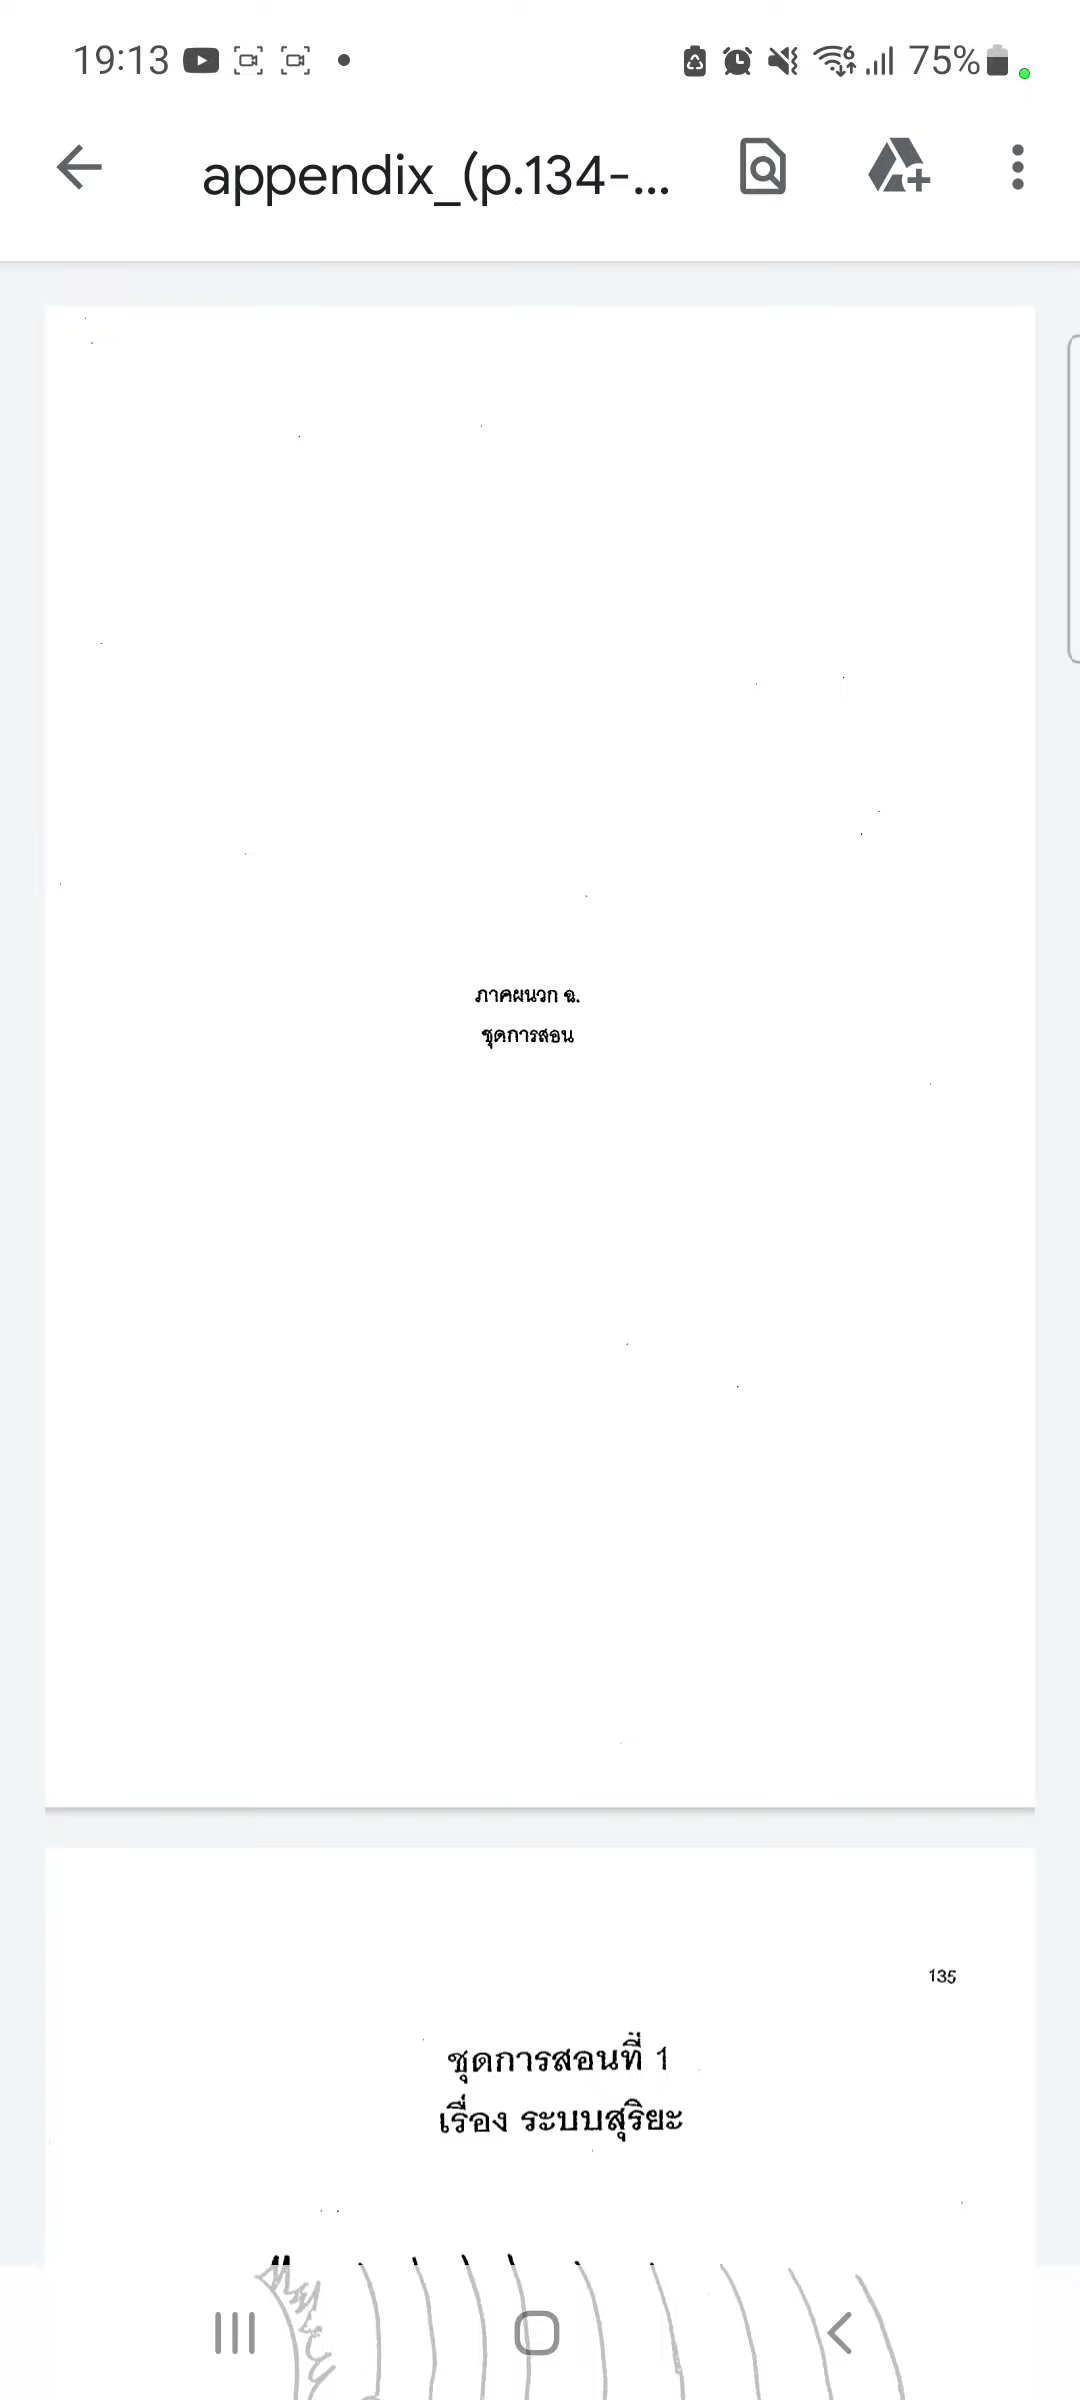 19:13
75%
appendix_(p.134-...
ภาคผนวก ฉ.
ชุดการสอน
135
ชุดการสอนที่ 1
เรื่อง ระบบสุริยะ